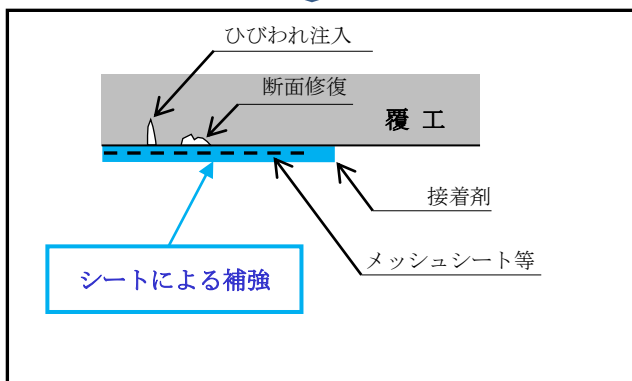 ひびわれ注入
断面修復
覆 工
接着剤
メッシュシート等
シートによる補強